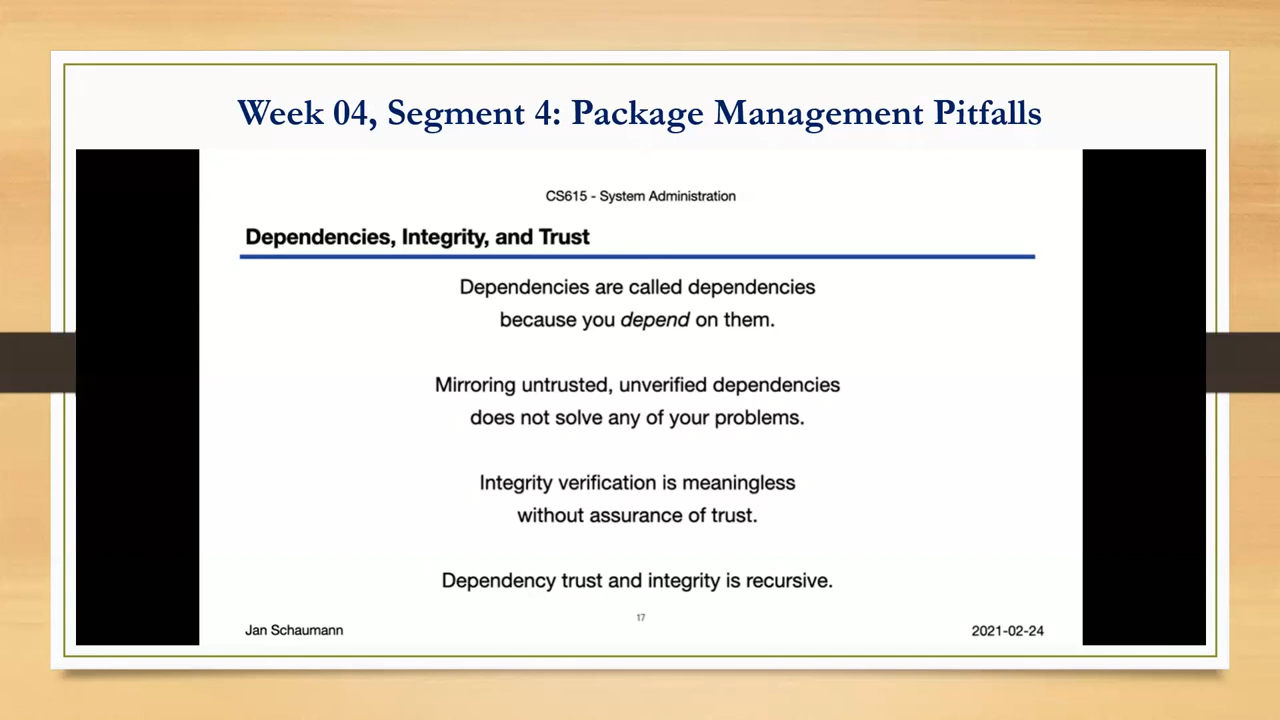 Week 04, Segment 4: Package Management Pitfalls
CS615 - System Administration
Dependencies, Integrity, and Trust
Dependencies are called dependencies
because you depend on them.
Mirroring untrusted, unverified dependencies
does not solve any of your problems.
Integrity verification is meaningless
without assurance of trust.
Dependency trust and integrity is recursive.
17
Jan Schaumann
2021-02-24